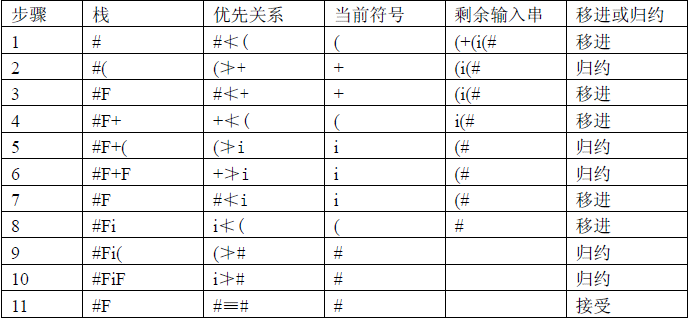 步骤 栈 优先关系 当前符号 剩余输入串 移进或归约
1 # #⋖( ( (+(i(# 移进
2 #( (⋗+ + (i(# 归约
3 #F #⋖+ + (i(# 移进
4 #F+ +⋖( ( i(# 移进
5 #F+( (⋗i i (# 归约
6 #F+F +⋗i i (# 归约
7 #F #⋖i i (# 移进
8 #Fi i⋖( ( # 移进
9 #Fi( (⋗# # 归约
10 #FiF i⋗# # 归约
11 #F #≡# # 接受